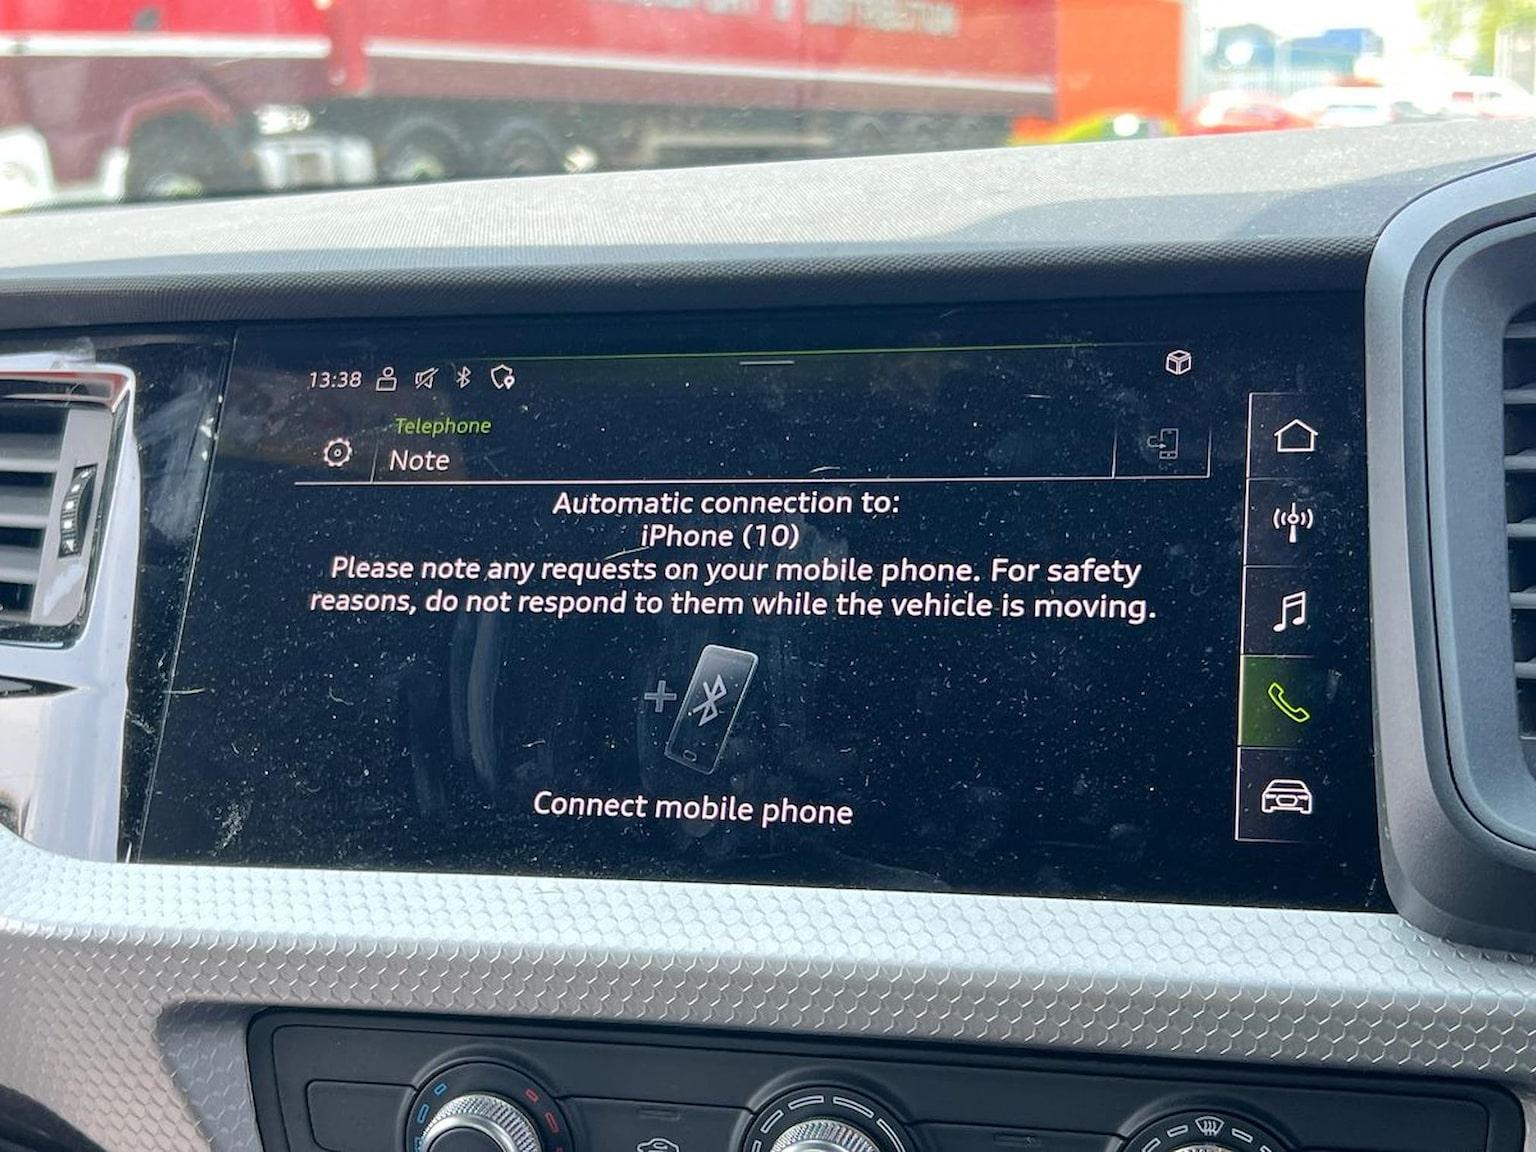 DISTRIBUTION
13:38
Telephone
Note
Automatic connection to:
iPhone (10)
Please note any requests on your mobile phone. For safety
reasons, do not respond to them while the vehicle is moving.
Connect mobile phone